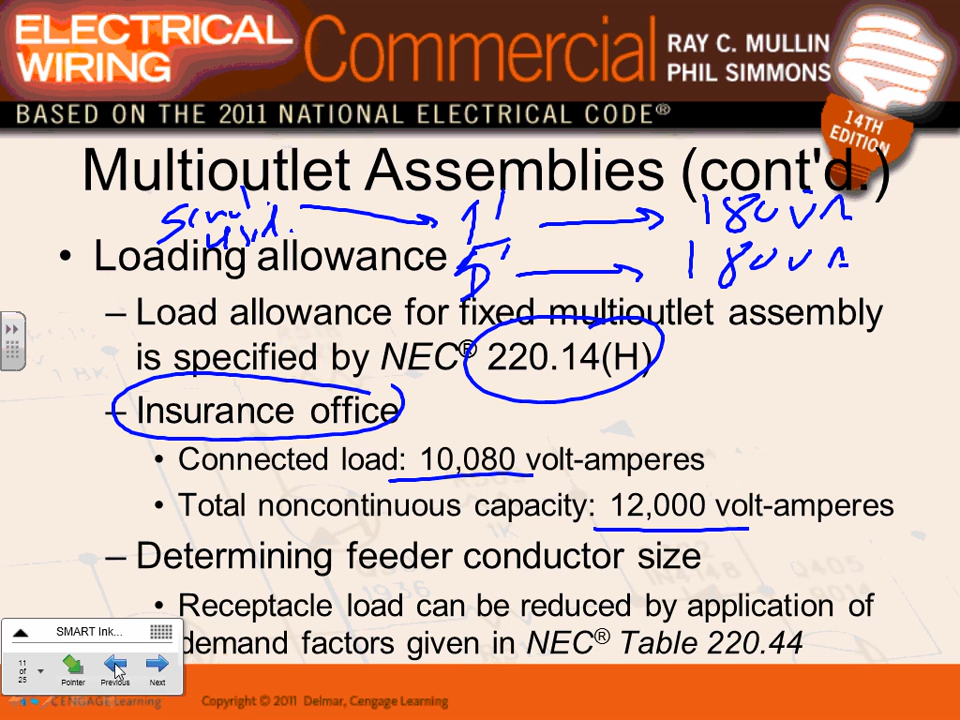 ELECTRICAL
WIRING
Commercial
RAY C. MULLIN
PHIL SIMMONS
BASED ON THE 2011 NATIONAL ELECTRICAL CODE®
14TH
EDITION
Multioutlet Assemblies (cont'd.)
1' 180 VA
• Loading allowance 5' 180 VA
– Load allowance for fixed multioutlet assembly
is specified by NEC® 220.14(H)
– Insurance office
• Connected load: 10,080 volt-amperes
• Total noncontinuous capacity: 12,000 volt-amperes
– Determining feeder conductor size
• Receptacle load can be reduced by application of
demand factors given in NEC® Table 220.44
SMART Ink...
11
of
25
Pointer
Previous
Next
CENGAGE Learning
Copyright © 2011 Delmar, Cengage Learning